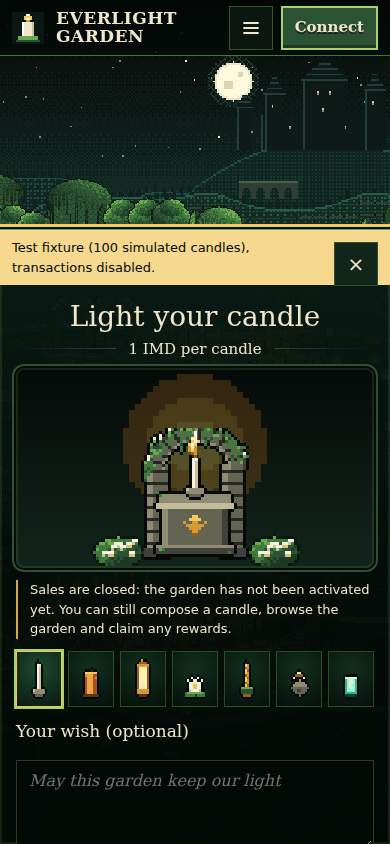 EVERLIGHT
GARDEN
Connect
Test fixture (100 simulated candles),
transactions disabled.
Light your candle
1 IMD per candle
Sales are closed: the garden has not been activated
yet. You can still compose a candle, browse the
garden and claim any rewards.
Your wish (optional)
May this garden keep our light